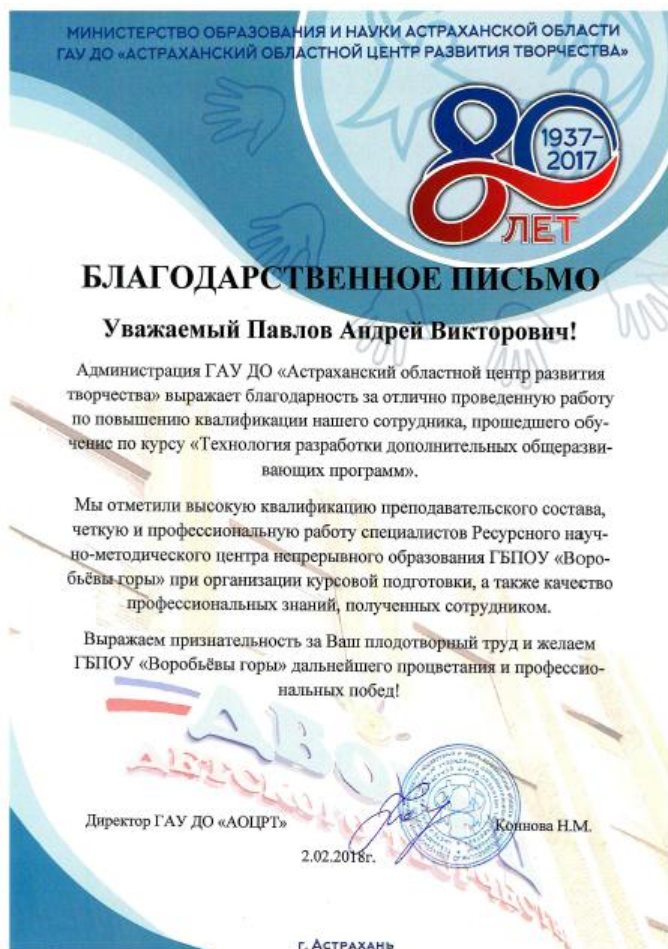 МИНИСТЕРСТВО ОБРАЗОВАНИЯ И НАУКИ АСТРАХАНСКОЙ ОБЛАСТИ
ГАУ ДО «АСТРАХАНСКИЙ ОБЛАСТНОЙ ЦЕНТР РАЗВИТИЯ ТВОРЧЕСТВА»
80
1937-
2017
ЛЕТ
БЛАГОДАРСТВЕННОЕ ПИСЬМО
Уважаемый Павлов Андрей Викторович!
Администрация ГАУ ДО «Астраханский областной центр развития
творчества» выражает благодарность за отлично проведенную работу
по повышению квалификации нашего сотрудника, прошедшего обу-
чение по курсу «Технология разработки дополнительных общеразви-
вающих программ».
Мы отметили высокую квалификацию преподавательского состава,
четкую и профессиональную работу специалистов Ресурсного науч-
но-методического центра непрерывного образования ГБПОУ «Воро-
бьёвы горы» при организации курсовой подготовки, а также качество
профессиональных знаний, полученных сотрудником.
Выражаем признательность за Ваш плодотворный труд и желаем
ГБПОУ «Воробьёвы горы» дальнейшего процветания и профессио-
нальных побед!
ДЕТСКОГО ТВОРЧЕСТВА
Директор ГАУ ДО «АОЦРТ»
Коннова Н.М.
2.02.2018г.
г. АСТРАХАНЬ